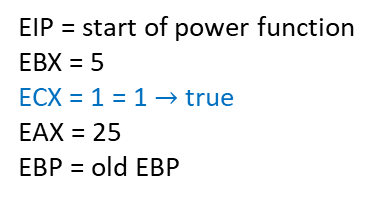 EIP = start of power function
EBX = 5
ECX = 1 = 1 → true
EAX = 25
EBP = old EBP